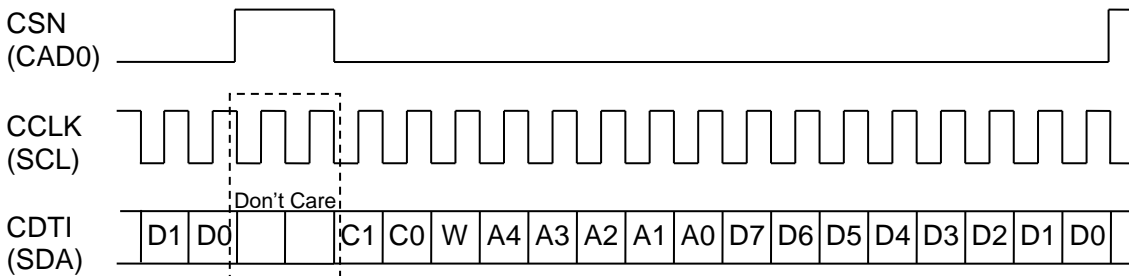 CSN
(CAD0)
CCLK
(SCL)
Don't Care
CDTI
(SDA)
D1 D0 C1 C0 W A4 A3 A2 A1 A0 D7 D6 D5 D4 D3 D2 D1 D0